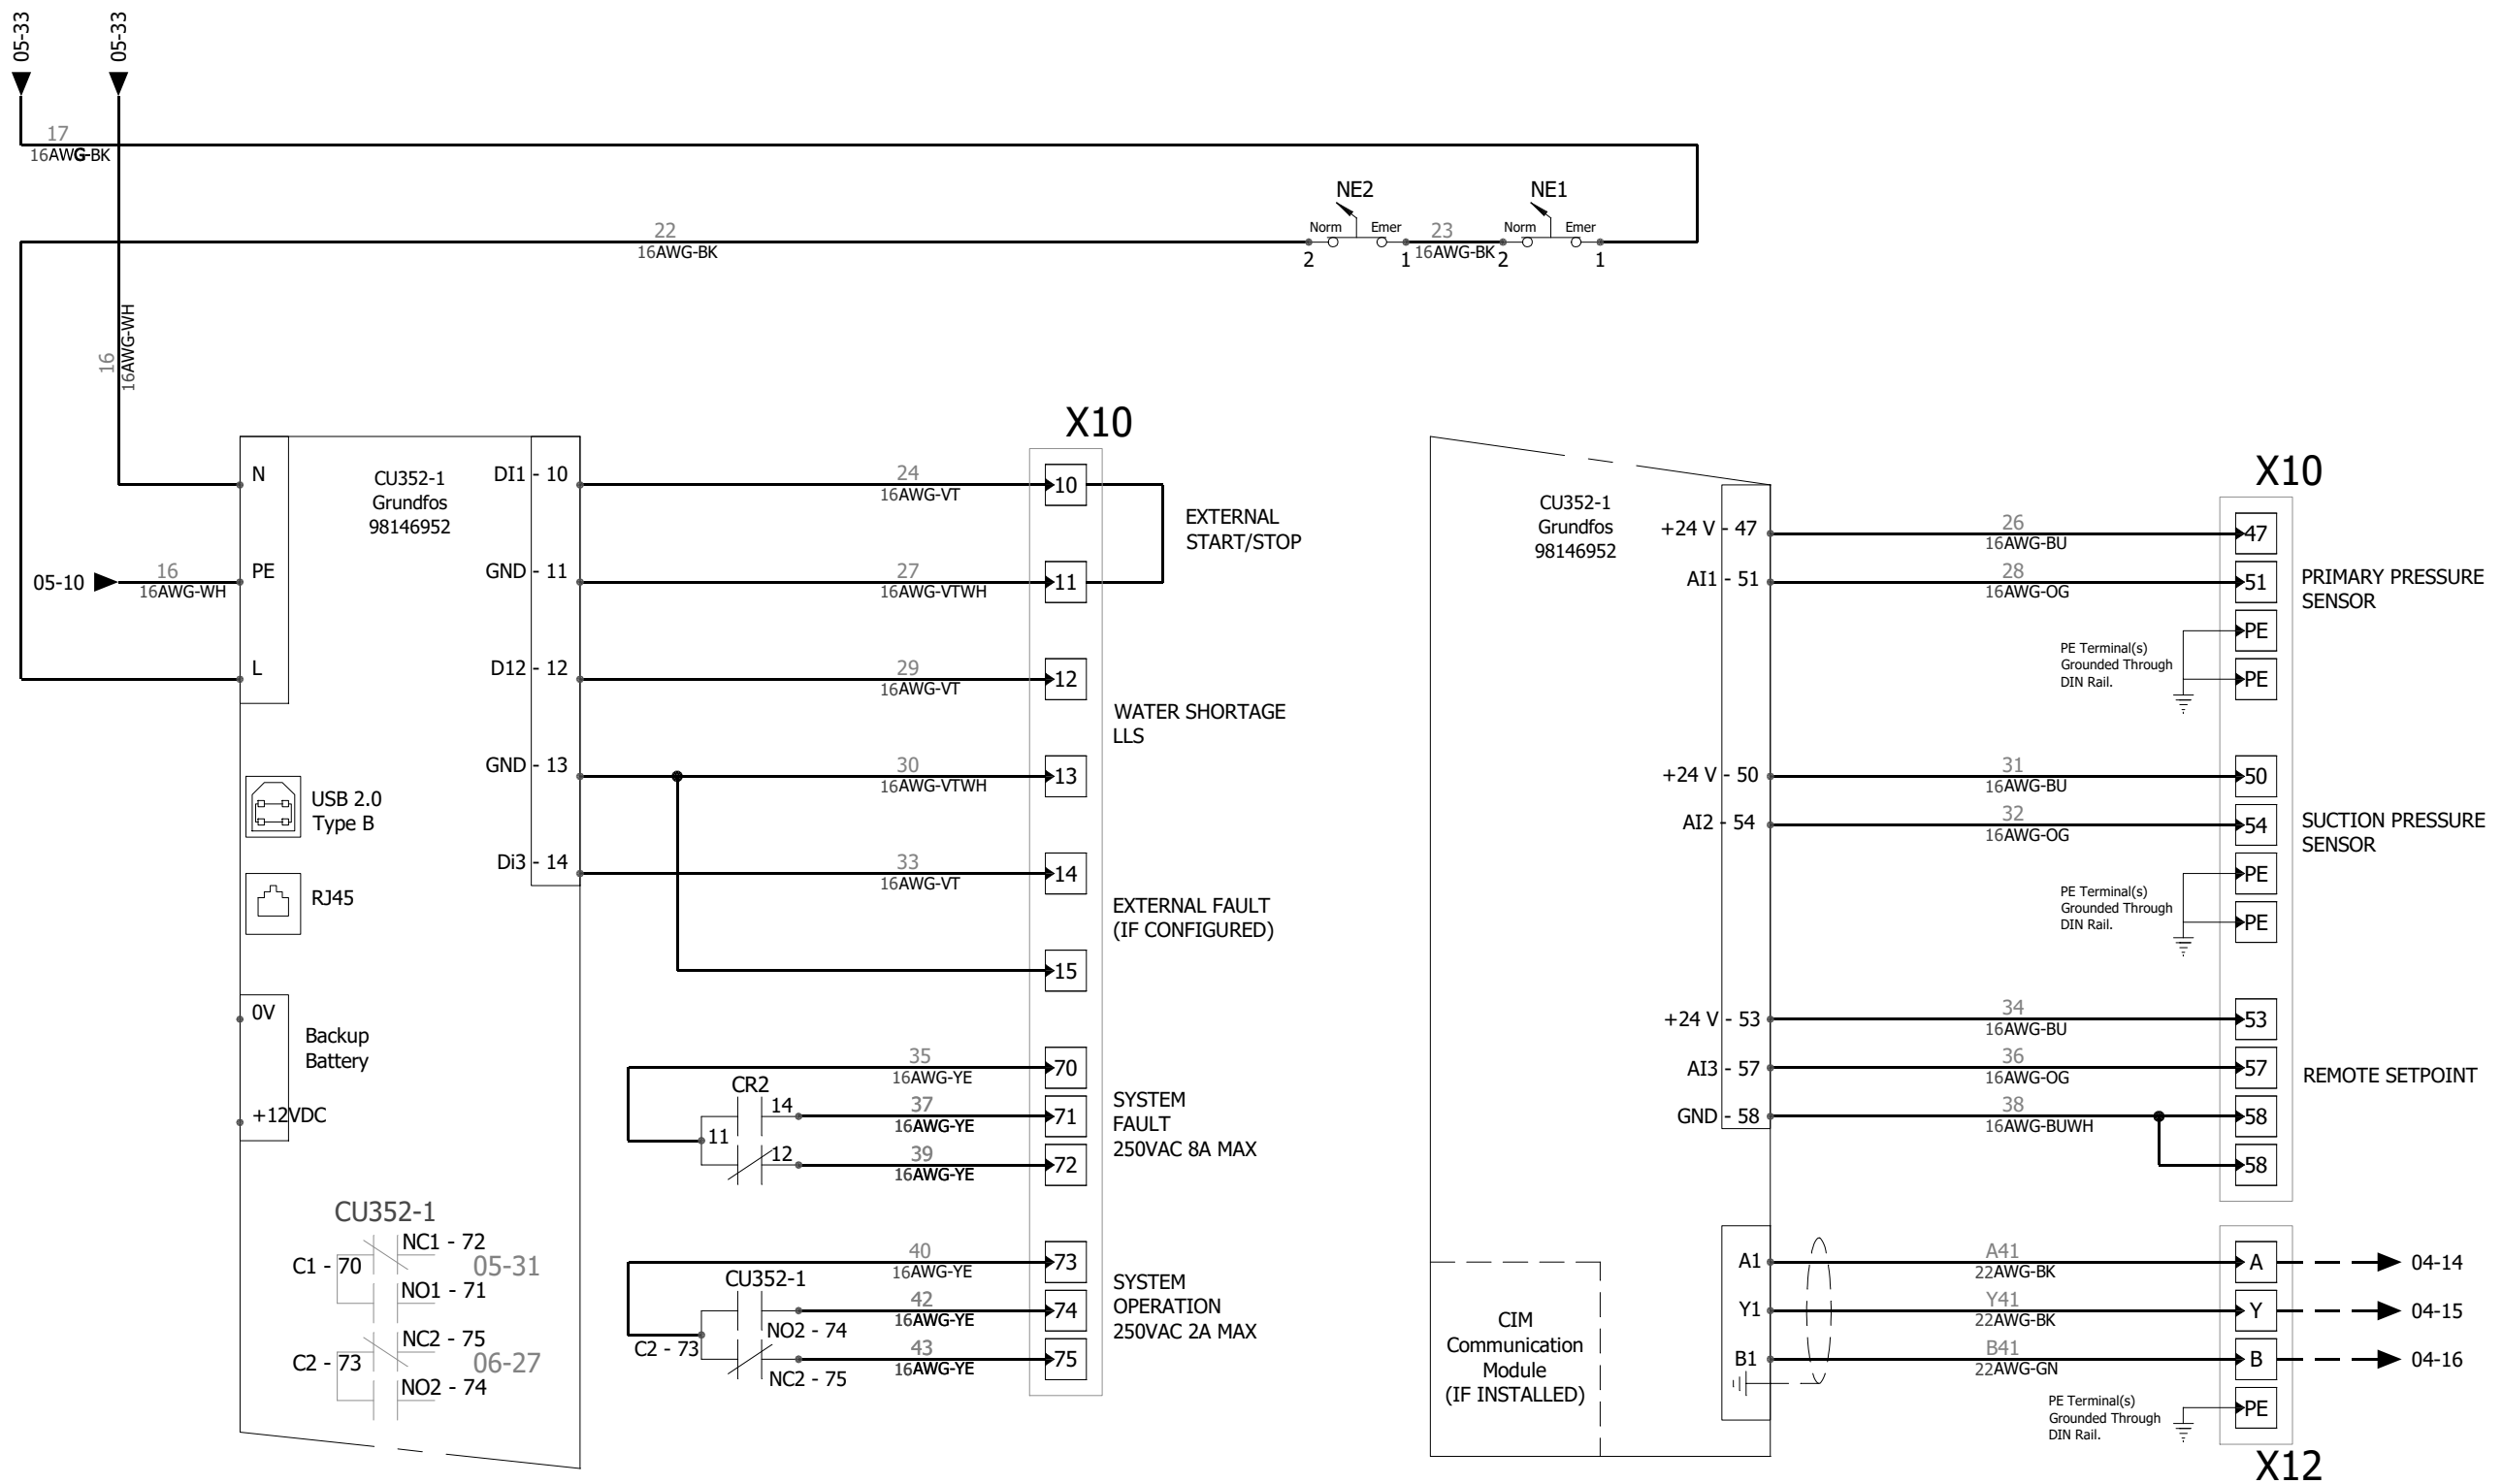 05-33
05-33
17
16AWG-BK
NE2
NE1
Norm
Emer
Norm
Emer
22
16AWG-BK
23
16AWG-BK
2
1
2
1
16
16AWG-WH
X10
N
CU352-1
Grundfos
98146952
DI1 - 10
24
16AWG-VT
10
EXTERNAL
START/STOP
05-10
16
16AWG-WH
PE
GND - 11
27
16AWG-VTWH
11
L
D12 - 12
29
16AWG-VT
12
WATER SHORTAGE
LLS
GND - 13
30
16AWG-VTWH
13
USB 2.0
Type B
Di3 - 14
33
16AWG-VT
14
RJ45
EXTERNAL FAULT
(IF CONFIGURED)
15
0V
Backup
Battery
+12VDC
35
16AWG-YE
70
CR2
14
37
16AWG-YE
71
11
12
39
16AWG-YE
72
SYSTEM
FAULT
250VAC 8A MAX
CU352-1
NC1 - 72
C1 - 70
05-31
NO1 - 71
NC2 - 75
C2 - 73
06-27
NO2 - 74
40
16AWG-YE
73
CU352-1
42
16AWG-YE
74
NO2 - 74
C2 - 73
43
16AWG-YE
75
NC2 - 75
SYSTEM
OPERATION
250VAC 2A MAX
X10
CU352-1
Grundfos
98146952
+24 V - 47
26
16AWG-BU
47
AI1 - 51
28
16AWG-OG
51
PRIMARY PRESSURE
SENSOR
PE
PE Terminal(s)
Grounded Through
DIN Rail.
PE
+24 V - 50
31
16AWG-BU
50
AI2 - 54
32
16AWG-OG
54
SUCTION PRESSURE
SENSOR
PE
PE Terminal(s)
Grounded Through
DIN Rail.
PE
+24 V - 53
34
16AWG-BU
53
AI3 - 57
36
16AWG-OG
57
REMOTE SETPOINT
GND - 58
38
16AWG-BUWH
58
58
A1
A41
22AWG-BK
A
04-14
Y1
Y41
22AWG-BK
Y
04-15
B1
B41
22AWG-GN
B
04-16
CIM
Communication
Module
(IF INSTALLED)
PE Terminal(s)
Grounded Through
DIN Rail.
PE
X12